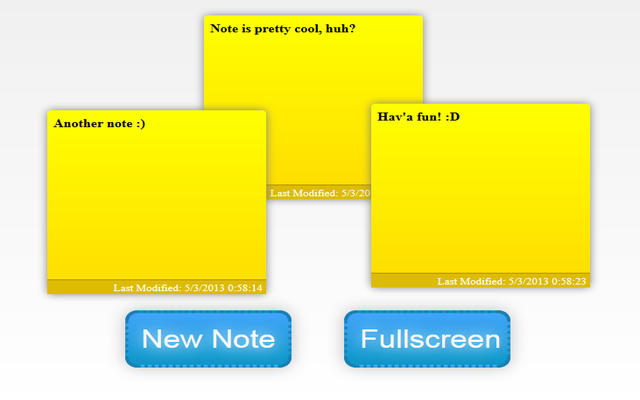 Note is pretty cool, huh?
Another note :)
Hav'a fun! :D
Last Modified: 5/3/20
Last Modified: 5/3/2013 0:58:23
Last Modified: 5/3/2013 0:58:14
New Note
Fullscreen